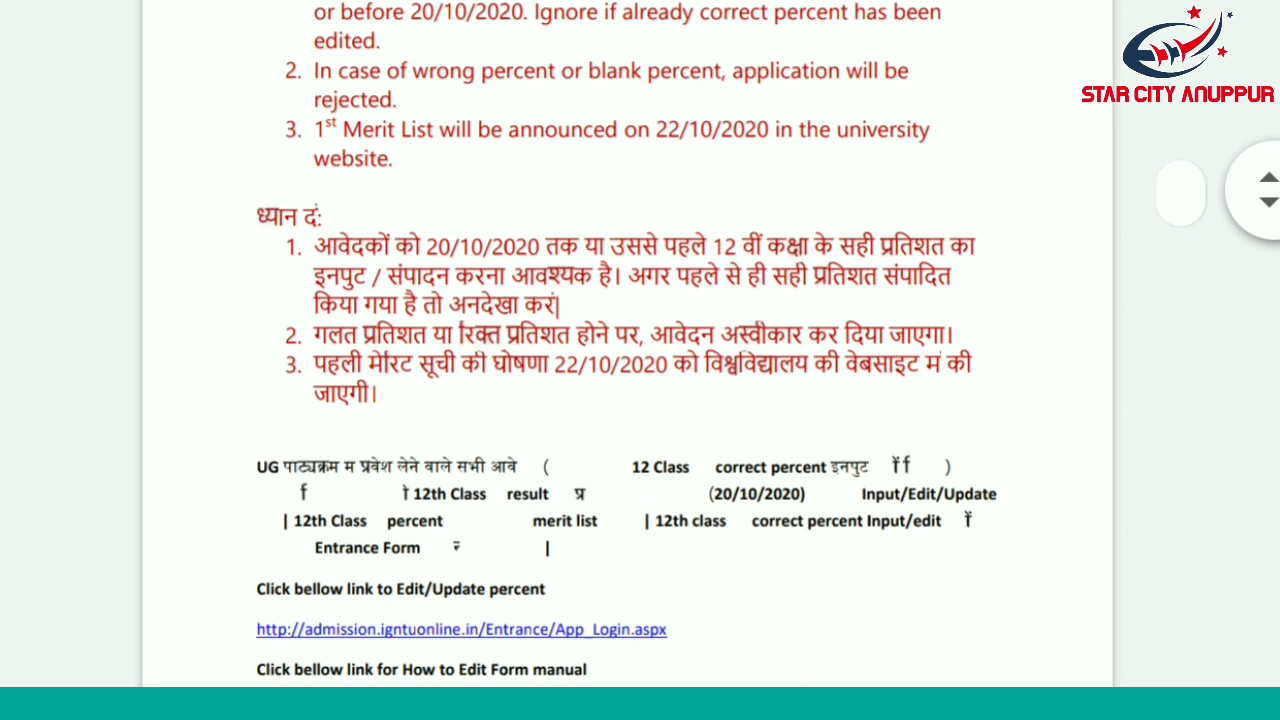 or before 20/10/2020. Ignore if already correct percent has been
edited.
2. In case of wrong percent or blank percent, application will be
rejected.
3. 1st Merit List will be announced on 22/10/2020 in the university
website.
ध्यान दं:
1. आवेदकों को 20/10/2020 तक या उससे पहले 12 वीं कक्षा के सही प्रतिशत का
इनपुट / संपादन करना आवश्यक है। अगर पहले से ही सही प्रतिशत संपादित
किया गया है तो अनदेखा करं|
2. गलत प्रतिशत या रिक्त प्रतिशत होने पर, आवेदन अस्वीकार कर दिया जाएगा।
3. पहली मेरिट सूची की घोषणा 22/10/2020 को विश्वविद्यालय की वेबसाइट मं की
जाएगी।
UG पाठ्यक्रम म प्रवेश लेने वाले सभी आवे ( 12 Class correct percent इनपुट )
12th Class result प्र (20/10/2020) Input/Edit/Update
| 12th Class percent merit list | 12th class correct percent Input/edit
Entrance Form |
Click bellow link to Edit/Update percent
http://admission.igntuonline.in/Entrance/App_Login.aspx
Click bellow link for How to Edit Form manual
STAR CITY ANUPPUR